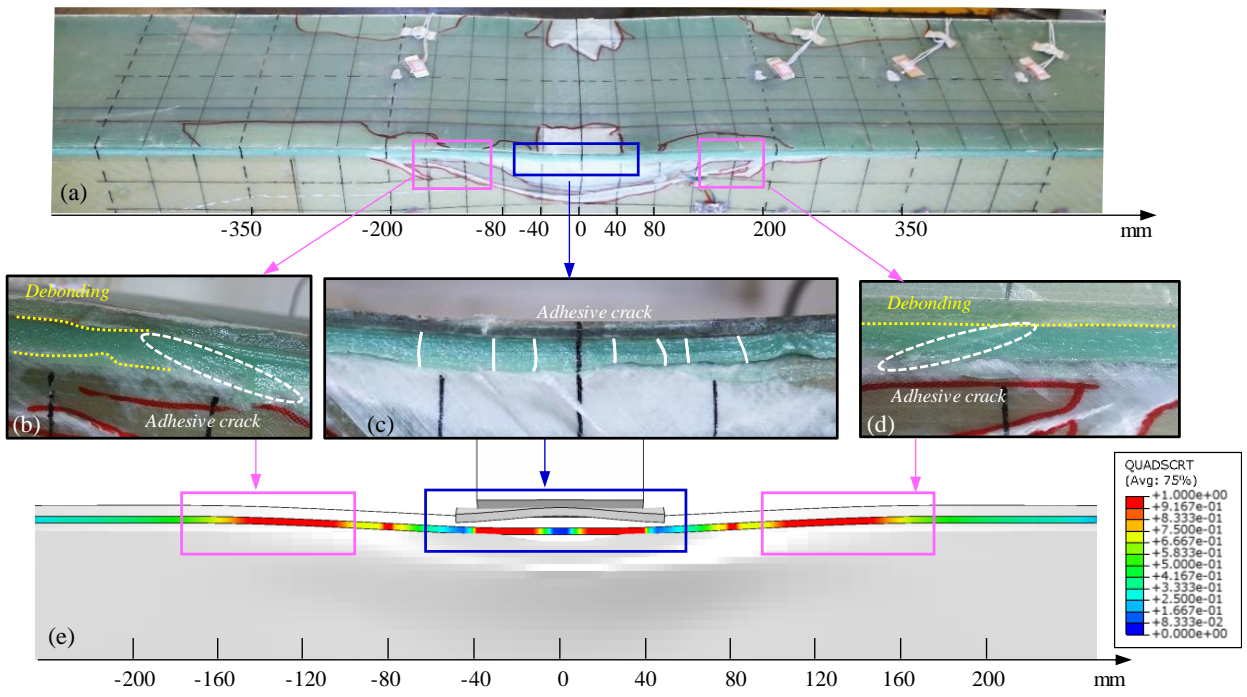 (a)
-350 -200 -80 -40 0 40 80 200 350 mm
Debonding
Adhesive crack
(b)
Adhesive crack
(c)
Debonding
Adhesive crack
(d)
QUADSCRT
(Avg: 75%)
+1.000e+00
+9.167e-01
+8.333e-01
+7.500e-01
+6.667e-01
+5.833e-01
+5.000e-01
+4.167e-01
+3.333e-01
+2.500e-01
+1.667e-01
+8.333e-02
+0.000e+00
(e)
-200 -160 -120 -80 -40 0 40 80 120 160 200 mm